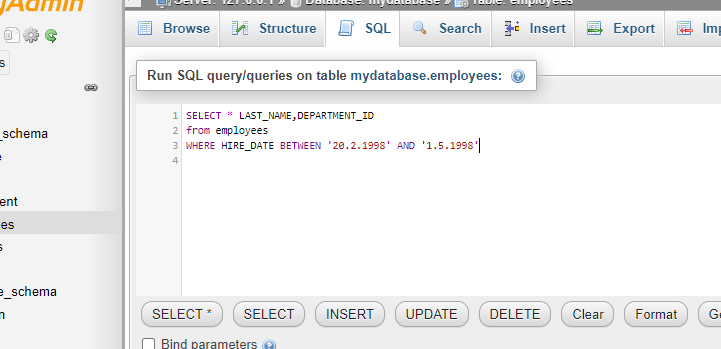 Admin
Server: 127.0.0.1 » Database: mydatabase » Table: employees
Browse Structure SQL Search Insert Export Imp
s
Run SQL query/queries on table mydatabase.employees:
1 SELECT * LAST_NAME,DEPARTMENT_ID
2 from employees
3 WHERE HIRE_DATE BETWEEN '20.2.1998' AND '1.5.1998'
4
_schema
e
ent
es
s
e_schema
n
SELECT * SELECT INSERT UPDATE DELETE Clear Format Ge
Bind parameters